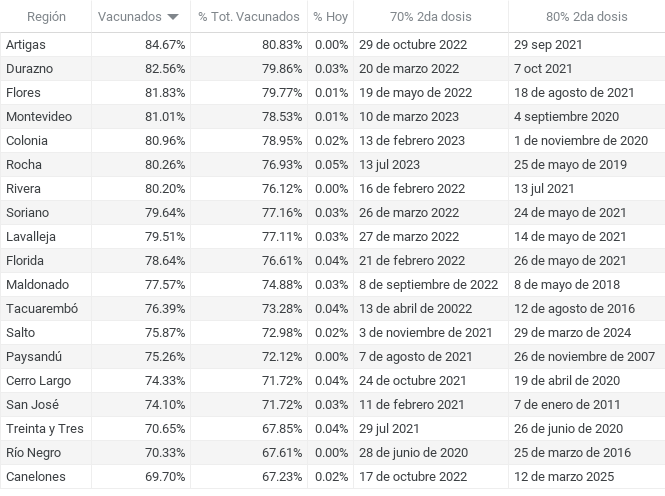 Región Vacunados % Tot. Vacunados % Hoy 70% 2da dosis 80% 2da dosis
Artigas 84.67% 80.83% 0.00% 29 de octubre 2022 29 sep 2021
Durazno 82.56% 79.86% 0.03% 20 de marzo 2022 7 oct 2021
Flores 81.83% 79.77% 0.01% 19 de mayo de 2022 18 de agosto de 2021
Montevideo 81.01% 78.53% 0.01% 10 de marzo 2023 4 septiembre 2020
Colonia 80.96% 78.95% 0.02% 13 de febrero 2023 1 de noviembre de 2020
Rocha 80.26% 76.93% 0.05% 13 jul 2023 25 de mayo de 2019
Rivera 80.20% 76.12% 0.00% 16 de febrero 2022 13 jul 2021
Soriano 79.64% 77.16% 0.03% 26 de marzo 2022 24 de mayo de 2021
Lavalleja 79.51% 77.11% 0.03% 27 de marzo 2022 14 de mayo de 2021
Florida 78.64% 76.61% 0.04% 21 de febrero 2022 26 de mayo de 2021
Maldonado 77.57% 74.88% 0.03% 8 de septiembre de 2022 8 de mayo de 2018
Tacuarembó 76.39% 73.28% 0.04% 13 de abril de 20022 12 de agosto de 2016
Salto 75.87% 72.98% 0.02% 3 de noviembre de 2021 29 de marzo de 2024
Paysandú 75.26% 72.12% 0.00% 7 de agosto de 2021 26 de noviembre de 2007
Cerro Largo 74.33% 71.72% 0.04% 24 de octubre 2021 19 de abril de 2020
San José 74.10% 71.72% 0.03% 11 de febrero 2021 7 de enero de 2011
Treinta y Tres 70.65% 67.85% 0.04% 29 jul 2021 26 de junio de 2020
Río Negro 70.33% 67.61% 0.00% 28 de junio de 2020 25 de marzo de 2016
Canelones 69.70% 67.23% 0.02% 17 de octubre 2022 12 de marzo 2025